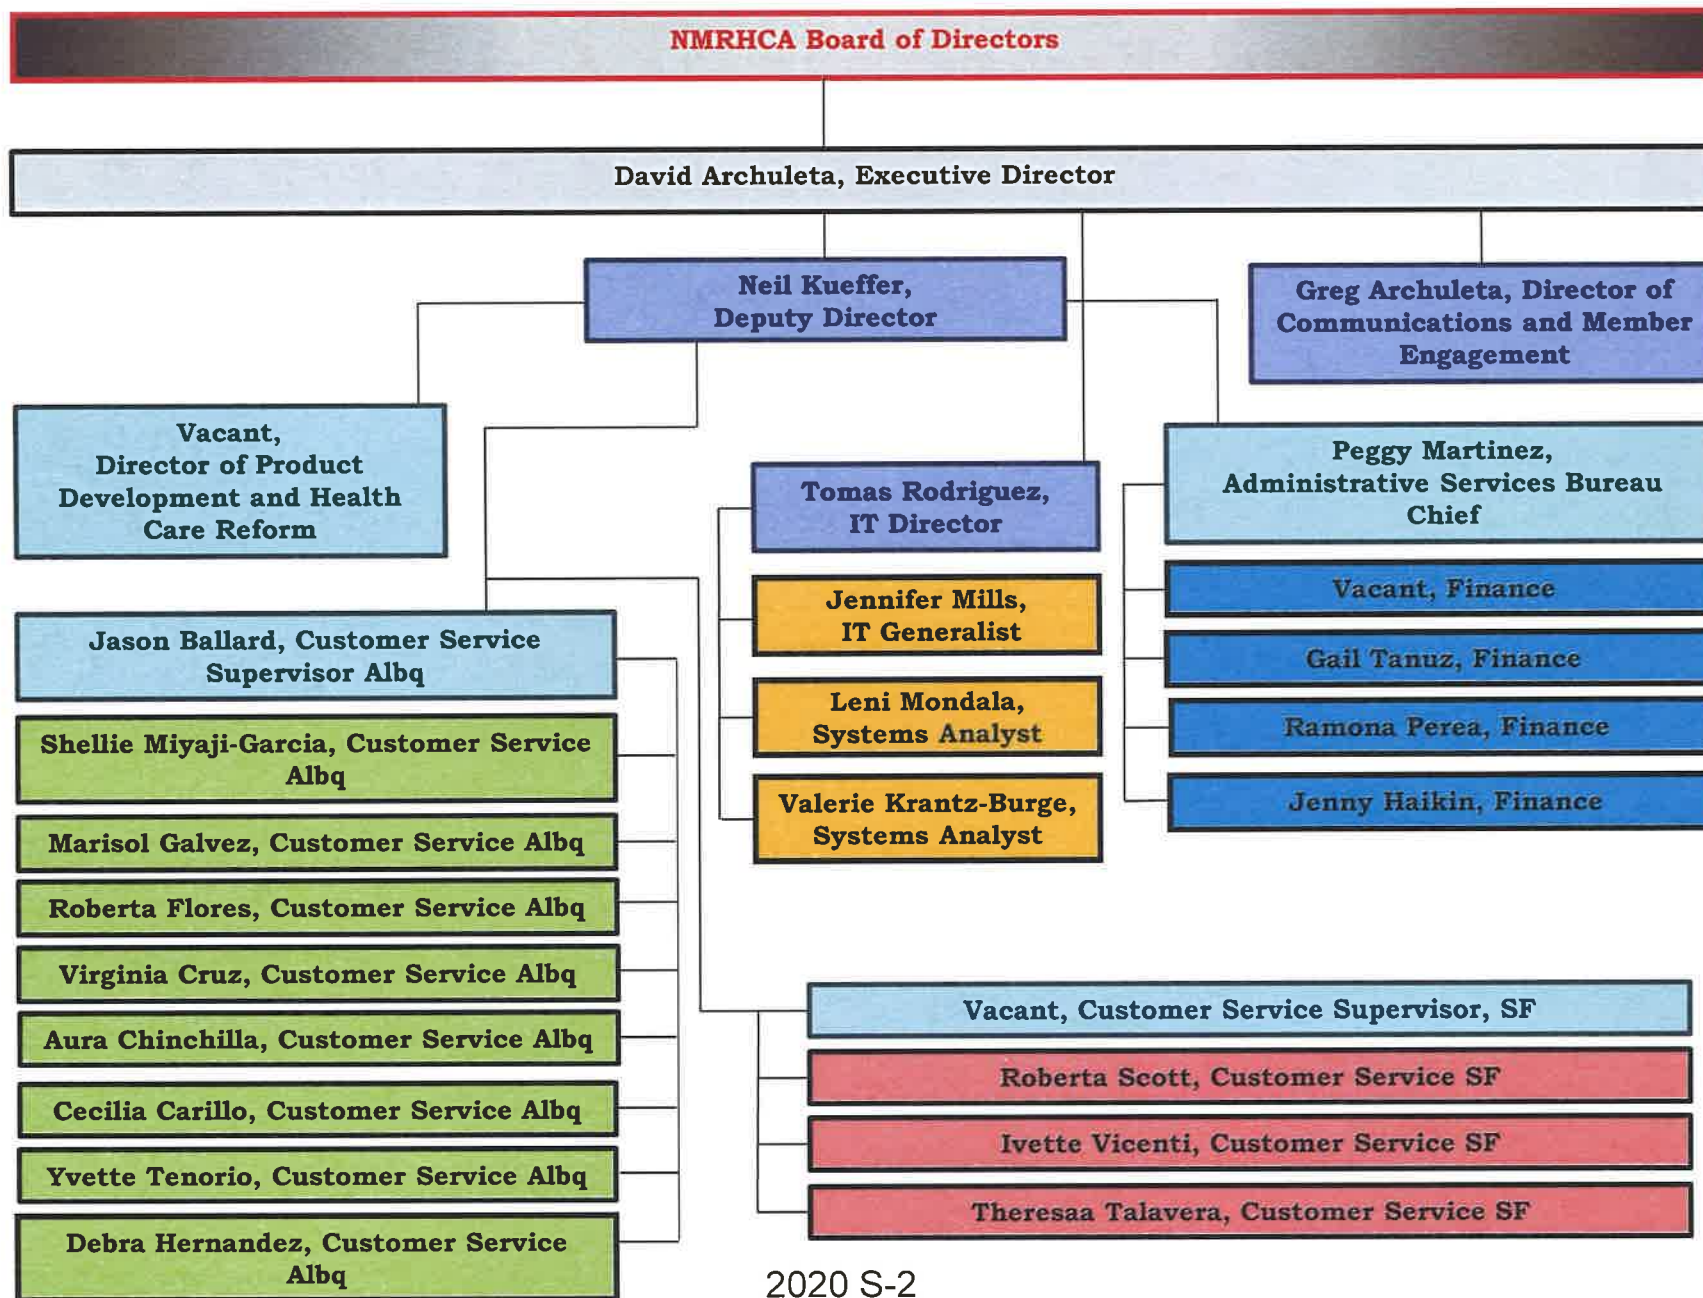 NMRHCA Board of Directors
David Archuleta, Executive Director
Neil Kueffer,
Deputy Director
Greg Archuleta, Director of
Communications and Member
Engagement
Vacant,
Director of Product
Development and Health
Care Reform
Tomas Rodriguez,
IT Director
Peggy Martinez,
Administrative Services Bureau
Chief
Jennifer Mills,
IT Generalist
Leni Mondala,
Systems Analyst
Valerie Krantz-Burge,
Systems Analyst
Vacant, Finance
Gail Tanuz, Finance
Ramona Perea, Finance
Jenny Haikin, Finance
Jason Ballard, Customer Service
Supervisor Albq
Shellie Miyaji-Garcia, Customer Service
Albq
Marisol Galvez, Customer Service Albq
Roberta Flores, Customer Service Albq
Virginia Cruz, Customer Service Albq
Aura Chinchilla, Customer Service Albq
Cecilia Carillo, Customer Service Albq
Yvette Tenorio, Customer Service Albq
Debra Hernandez, Customer Service
Albq
Vacant, Customer Service Supervisor, SF
Roberta Scott, Customer Service SF
Ivette Vicenti, Customer Service SF
Theresaa Talavera, Customer Service SF
2020 S-2